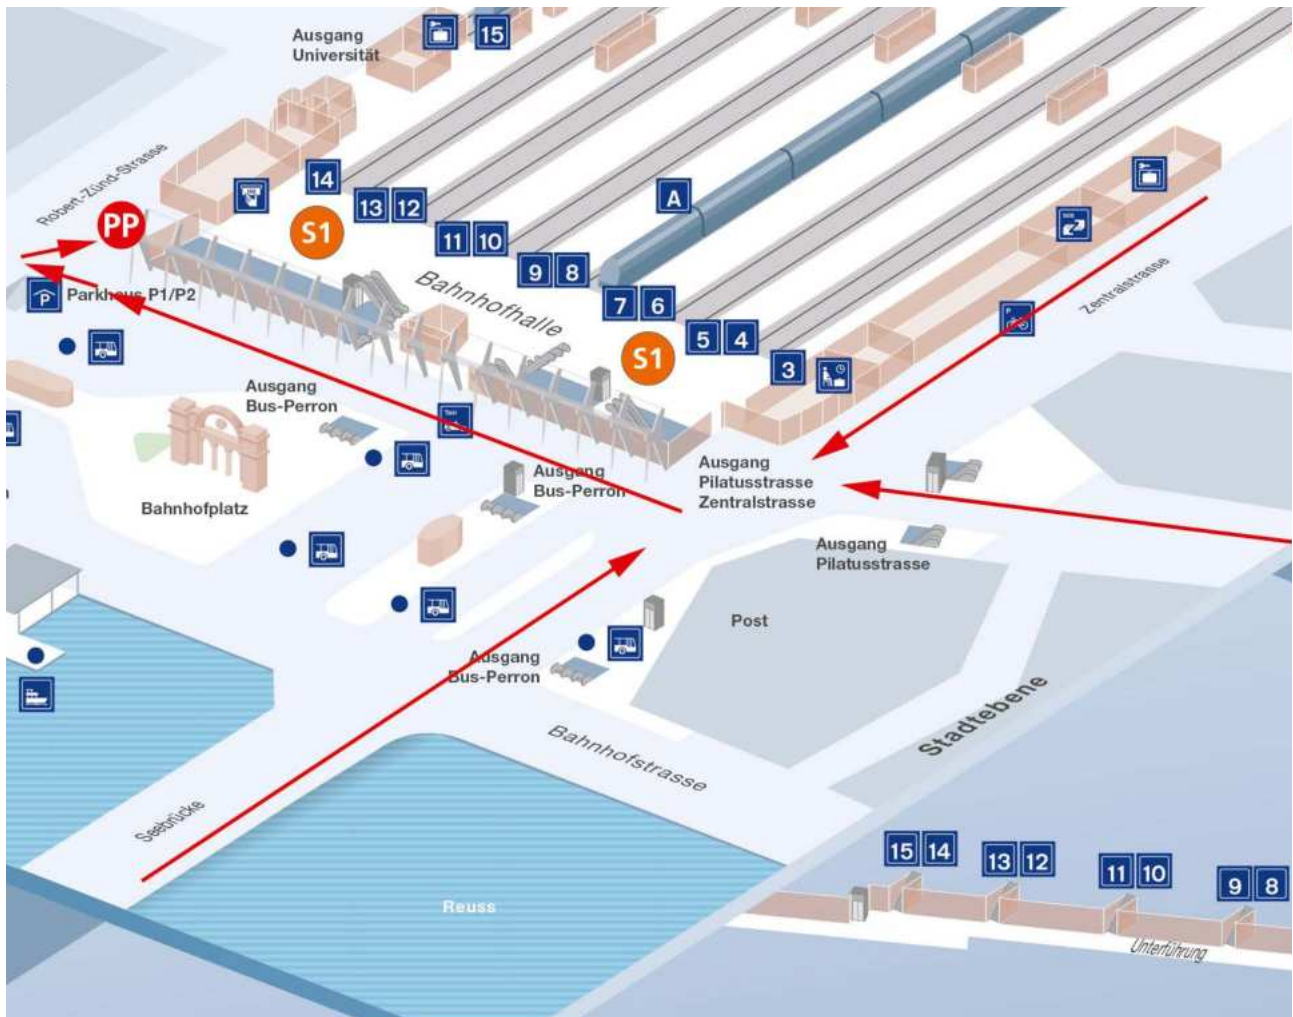 Ausgang
Universität
15
Robert-Zünd-Strasse
14
S1
13 12
A
PP
11 10
9 8
Bahnhofhalle
7 6
Zentralstrasse
P
Parkhaus P1/P2
P
S1
5 4
3
Ausgang
Bus-Perron
Taxi
Ausgang
Bus-Perron
Ausgang
Pilatusstrasse
Zentralstrasse
Bahnhofplatz
Ausgang
Pilatusstrasse
Post
Ausgang
Bus-Perron
Stadtebene
Bahnhofstrasse
Seebrücke
Reuss
15 14
13 12
11 10
9 8
Unterführung